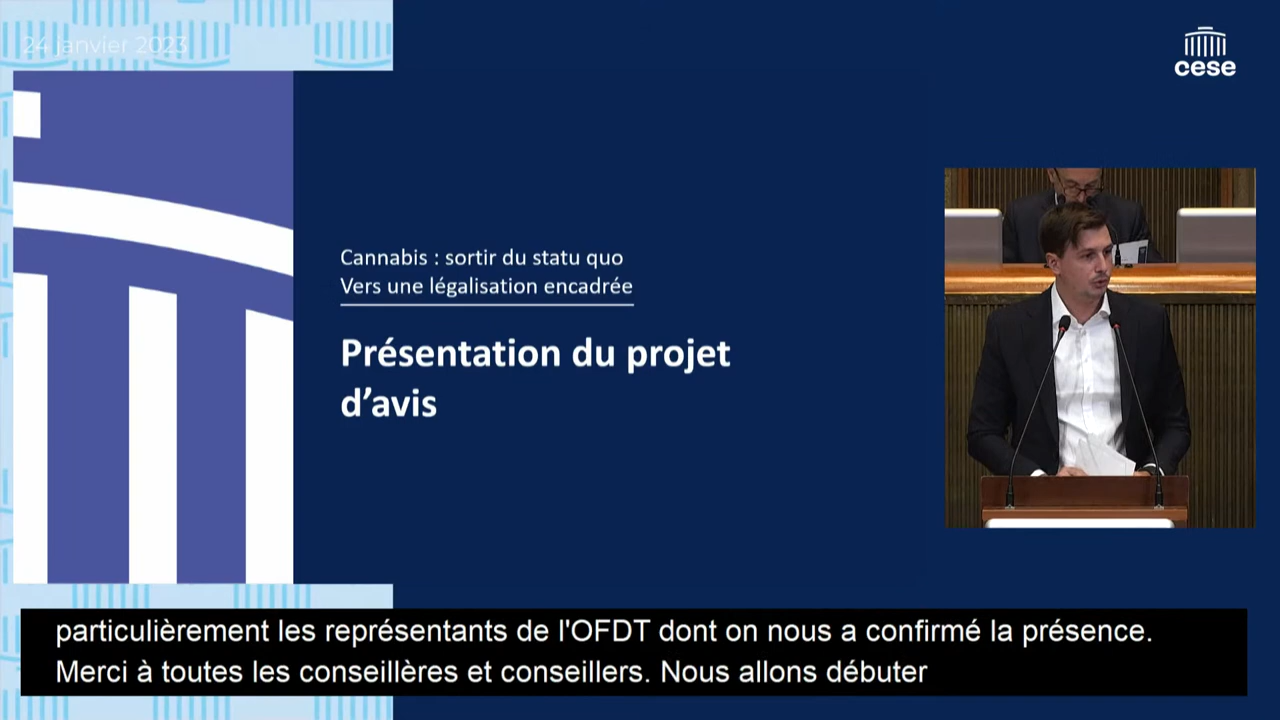 24 janvier 2023
cese
Cannabis : sortir du statu quo
Vers une légalisation encadrée
Présentation du projet
d’avis
particulièrement les représentants de l'OFDT dont on nous a confirmé la présence.
Merci à toutes les conseillères et conseillers. Nous allons débuter